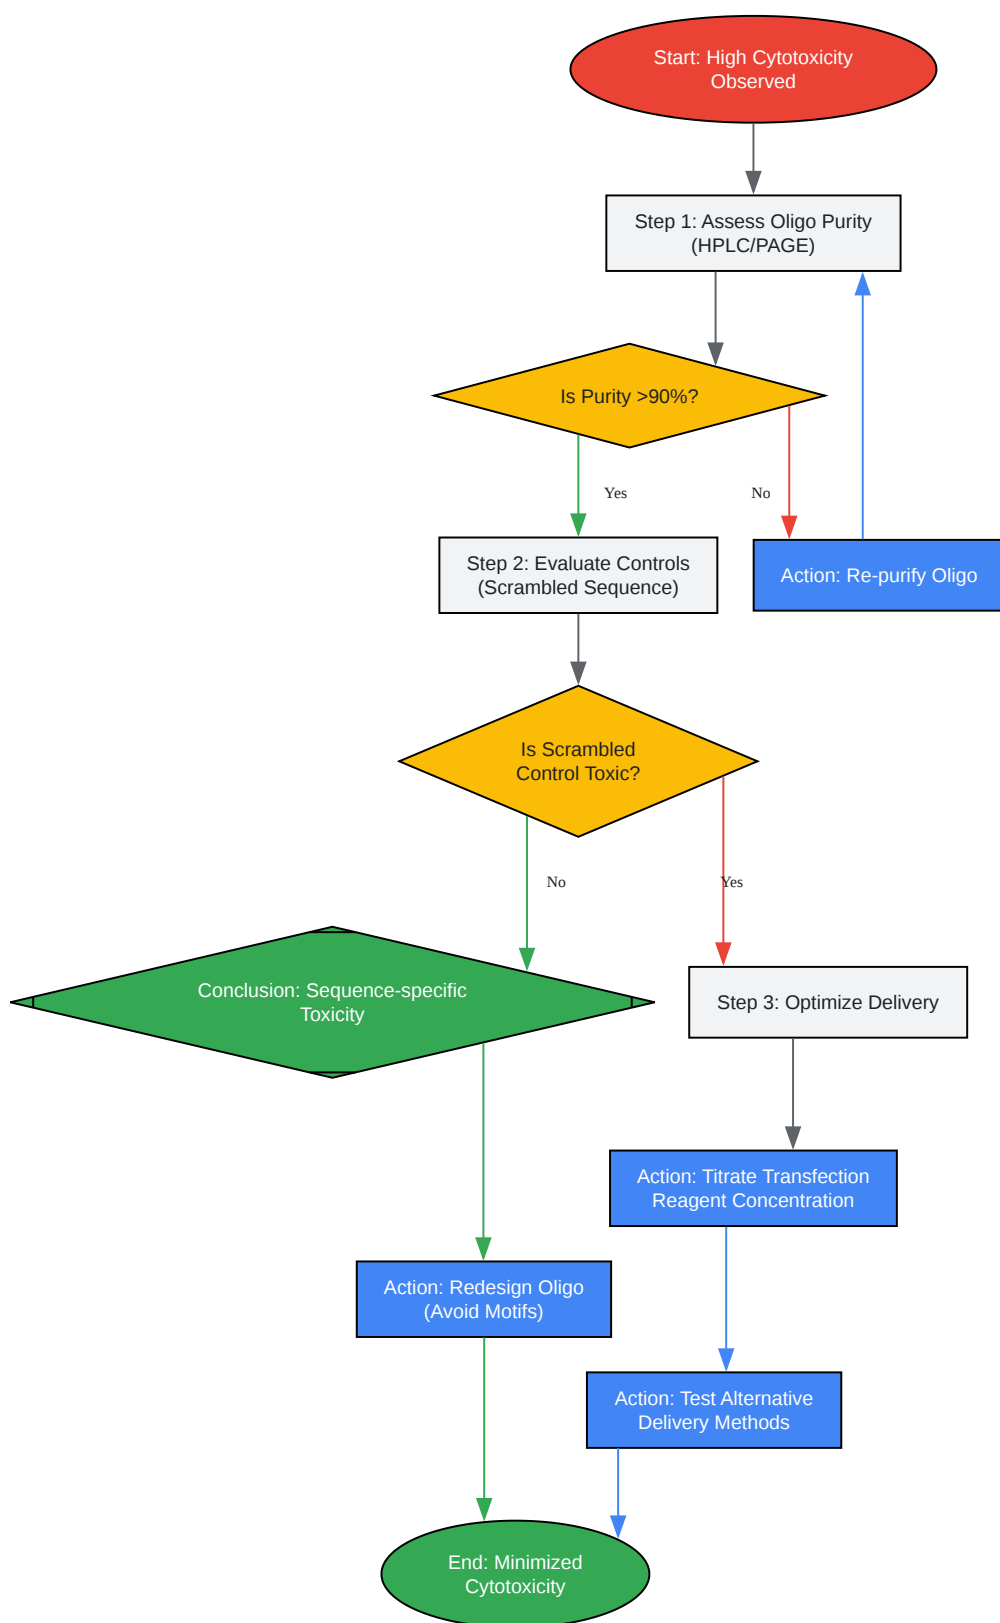 Start: High Cytotoxicity
Observed
Step 1: Assess Oligo Purity
(HPLC/PAGE)
Is Purity >90%?
Yes
No
Step 2: Evaluate Controls
(Scrambled Sequence)
Action: Re-purify Oligo
Is Scrambled
Control Toxic?
No
Yes
Conclusion: Sequence-specific
Toxicity
Step 3: Optimize Delivery
Action: Titrate Transfection
Reagent Concentration
Action: Redesign Oligo
(Avoid Motifs)
Action: Test Alternative
Delivery Methods
End: Minimized
Cytotoxicity